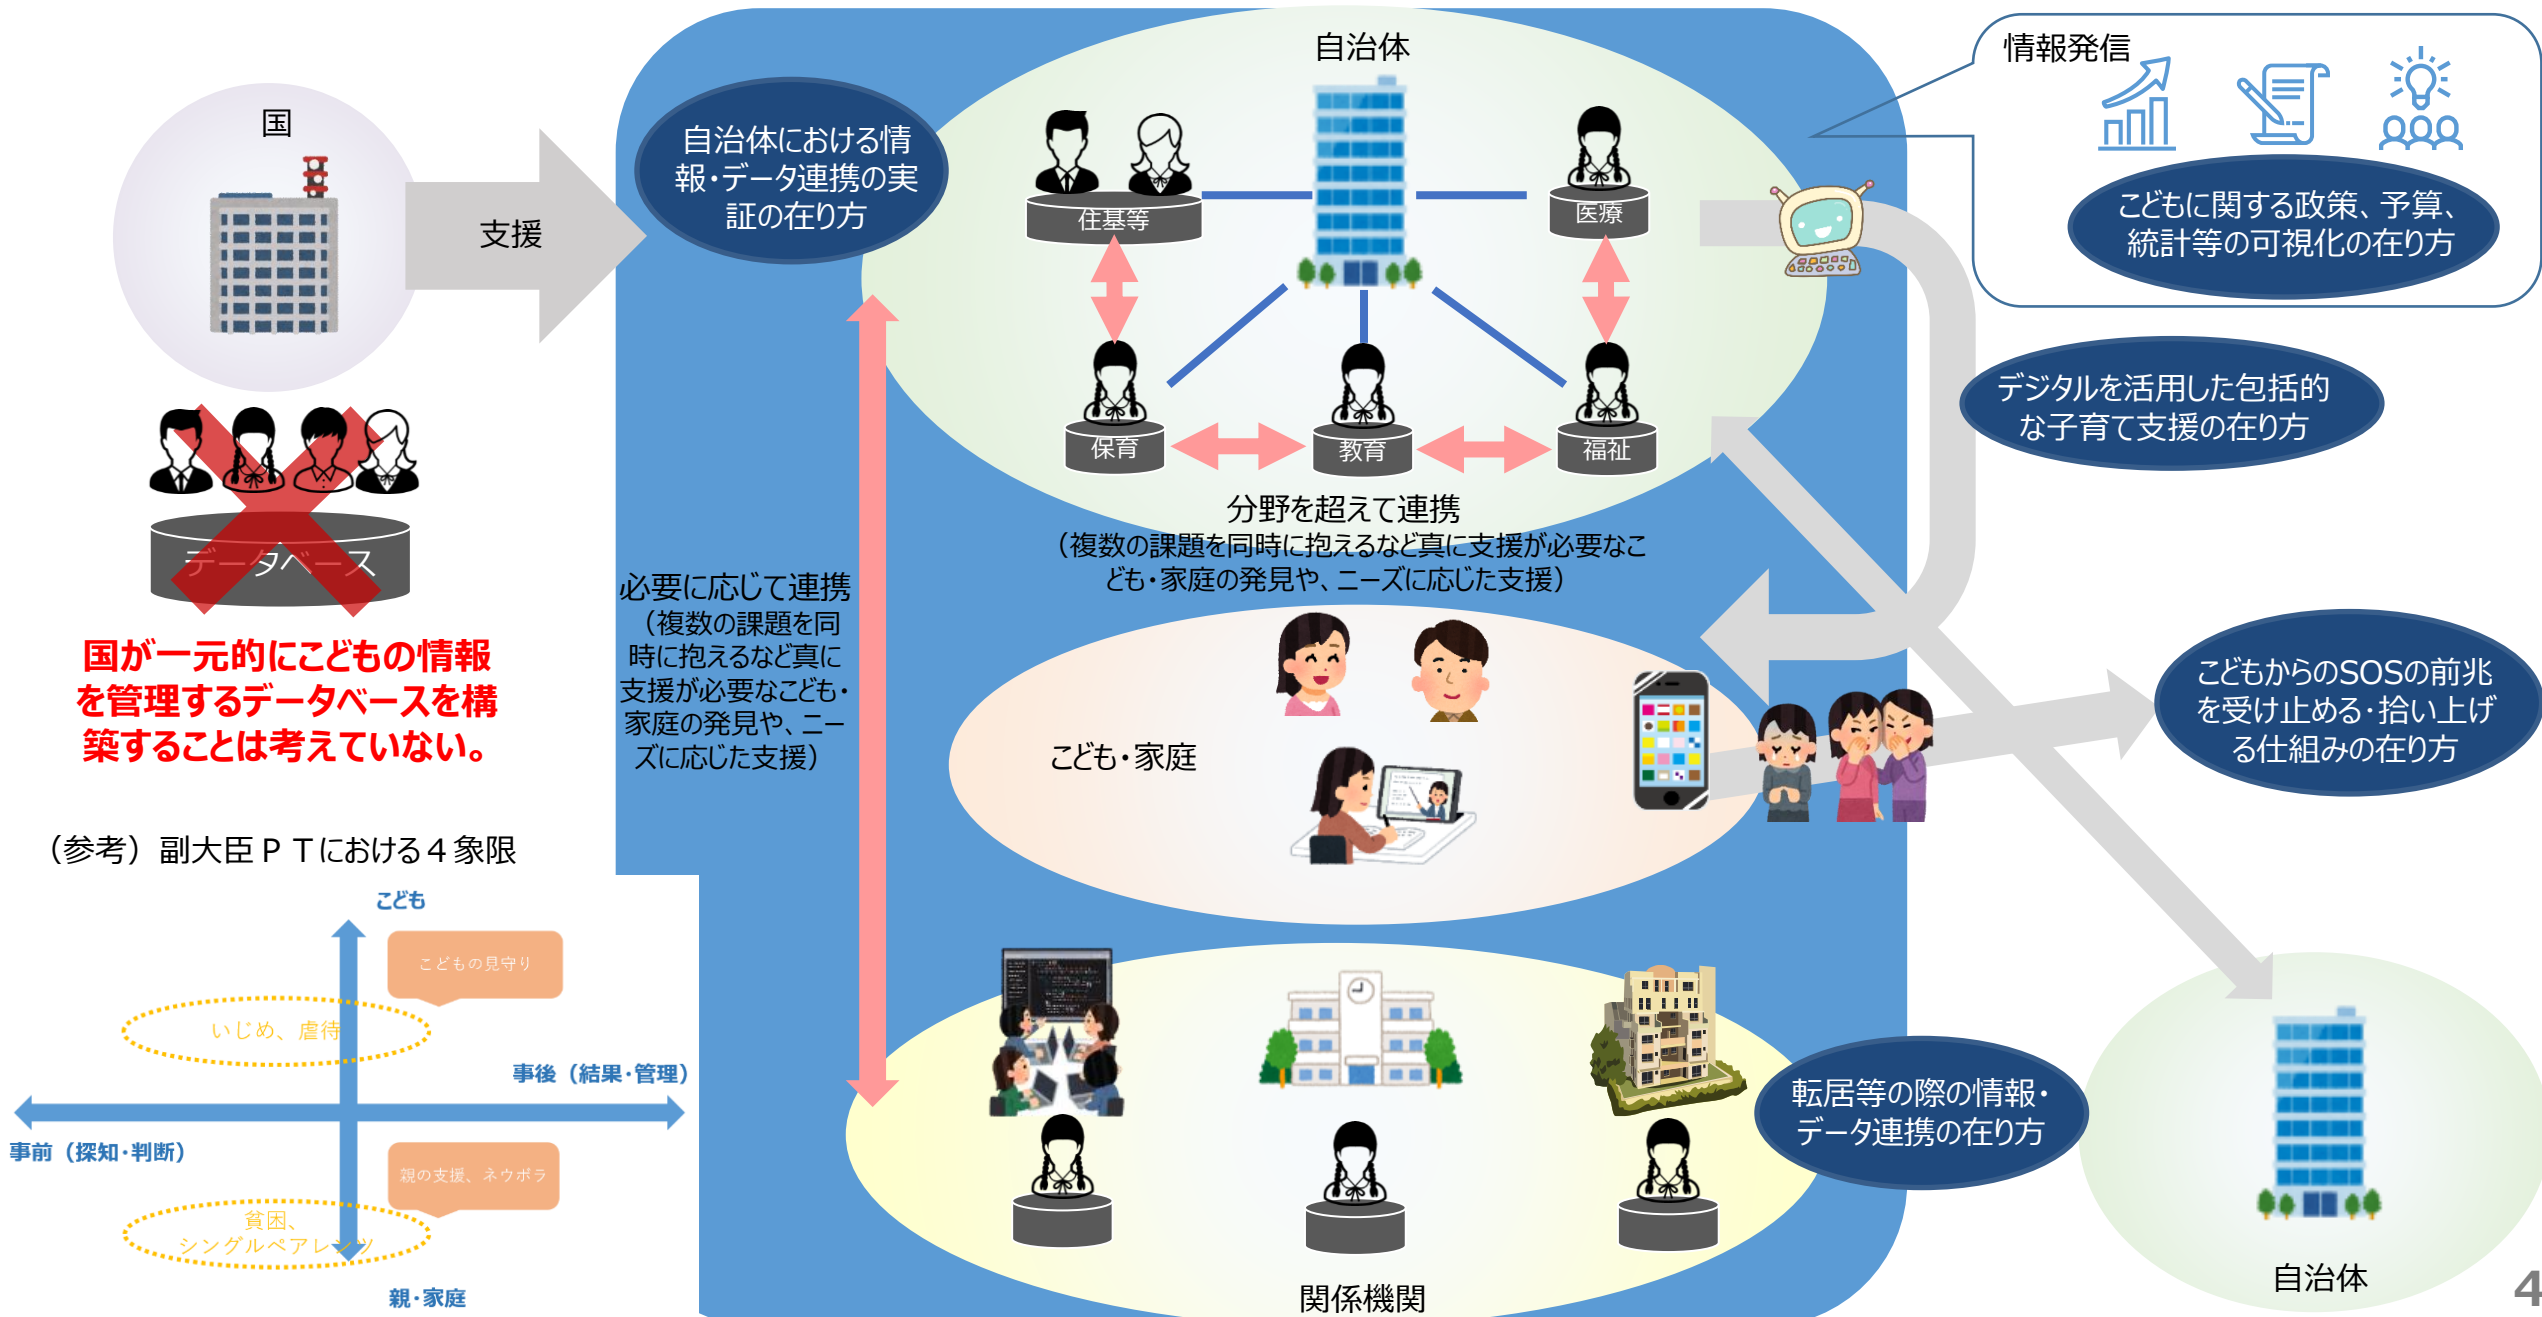 国
支援
データベース
国が一元的にこどもの情報
を管理するデータベースを構
築することは考えていない。
自治体における情
報・データ連携の実
証の在り方
自治体
住基等
医療
保育
教育
福祉
分野を超えて連携
（複数の課題を同時に抱えるなど真に支援が必要なこ
ども・家庭の発見や、ニーズに応じた支援）
必要に応じて連携
（複数の課題を同
時に抱えるなど真に
支援が必要なこども・
家庭の発見や、ニー
ズに応じた支援）
こども・家庭
関係機関
情報発信
こどもに関する政策、予算、
統計等の可視化の在り方
デジタルを活用した包括的
な子育て支援の在り方
こどもからのSOSの前兆
を受け止める・拾い上げ
る仕組みの在り方
転居等の際の情報・
データ連携の在り方
自治体
（参考）副大臣ＰＴにおける４象限
こども
こどもの見守り
いじめ、虐待
事後（結果・管理）
事前（探知・判断）
親の支援、ネウボラ
貧困、
シングルペアレンツ
親・家庭
4